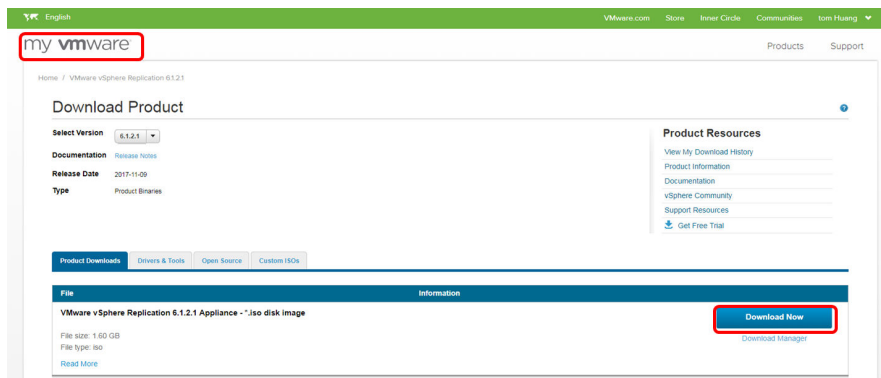 English VMware.com Store Inner Circle Communities tom Huang
my vmware Products Support
Home / VMware vSphere Replication 6.1.2.1
Download Product
Select Version 6.1.2.1
Documentation Release Notes
Release Date 2017-11-09
Type Product Binaries
Product Resources
View My Download History
Product Information
Documentation
vSphere Community
Support Resources
Get Free Trial
Product Downloads Drivers & Tools Open Source Custom ISOs
File Information
VMware vSphere Replication 6.1.2.1 Appliance - *.iso disk image
Download Now
File size: 1.60 GB
Download Manager
File type: iso
Read More